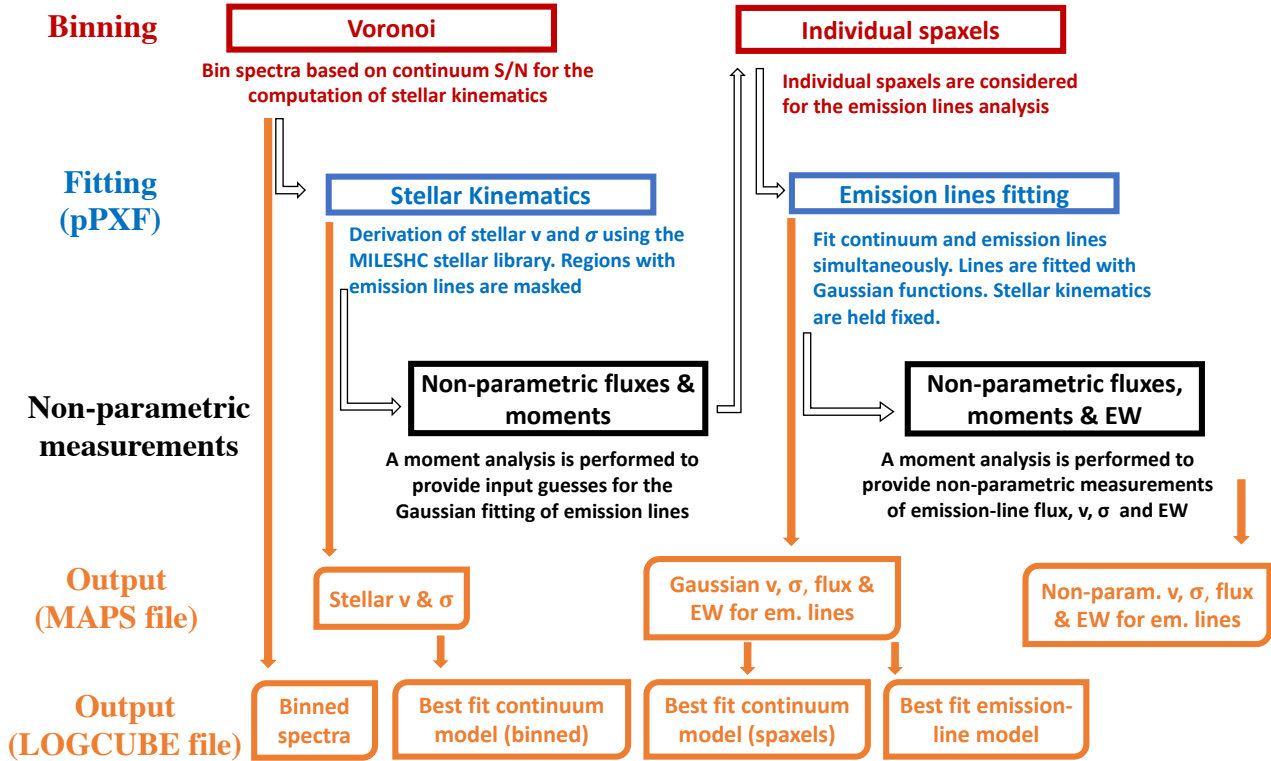 Binning
Voronoi
Individual spaxels
Bin spectra based on continuum S/N for the
computation of stellar kinematics
Individual spaxels are considered
for the emission lines analysis
Fitting
(pPXF)
Stellar Kinematics
Emission lines fitting
Derivation of stellar v and σ using the
MILESHC stellar library. Regions with
emission lines are masked
Fit continuum and emission lines
simultaneously. Lines are fitted with
Gaussian functions. Stellar kinematics
are held fixed.
Non-parametric
measurements
Non-parametric fluxes &
moments
Non-parametric fluxes,
moments & EW
A moment analysis is performed to
provide input guesses for the
Gaussian fitting of emission lines
A moment analysis is performed to
provide non-parametric measurements
of emission-line flux, v, σ and EW
Output
(MAPS file)
Stellar v & σ
Gaussian v, σ, flux &
EW for em. lines
Non-param. v, σ, flux
& EW for em. lines
Output
(LOGCUBE file)
Binned
spectra
Best fit continuum
model (binned)
Best fit continuum
model (spaxels)
Best fit emission-
line model